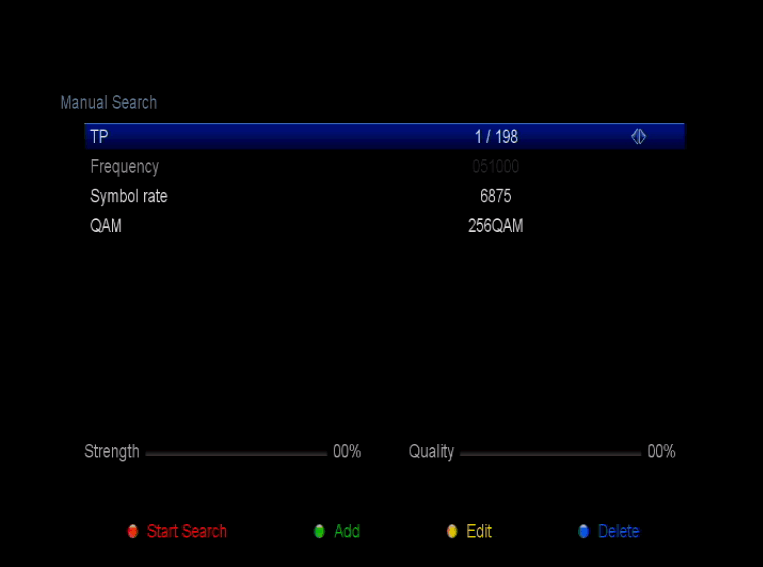 Manual Search
TP 1 / 198
Frequency 051000
Symbol rate 6875
QAM 256QAM
Strength 00% Quality 00%
Start Search Add Edit Delete